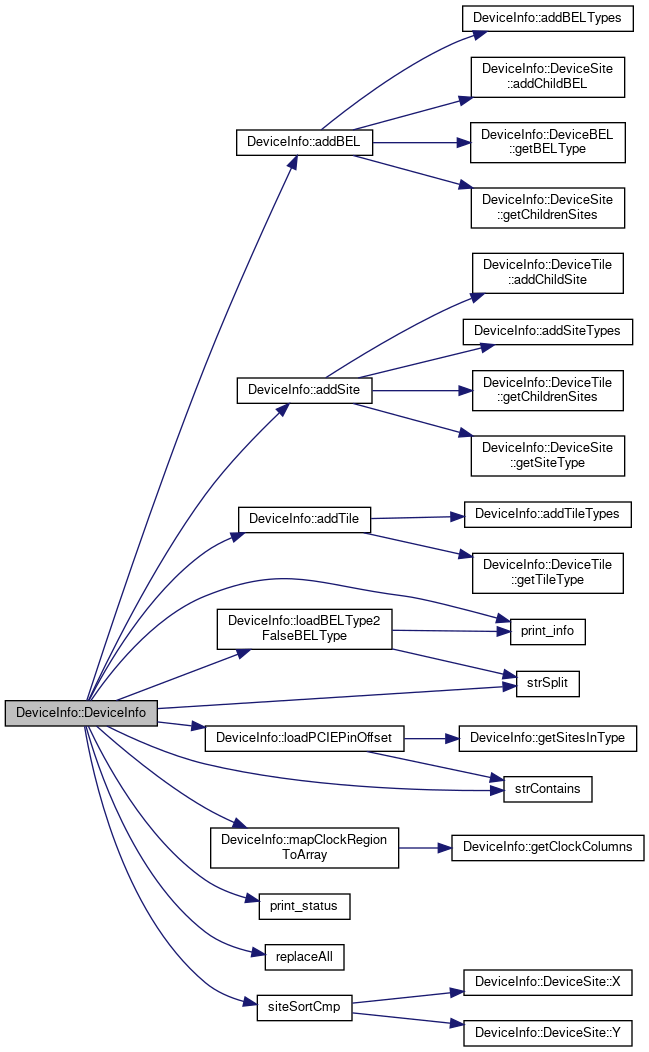 DeviceInfo::addBELTypes
DeviceInfo::DeviceSite
::addChildBEL
DeviceInfo::addBEL
DeviceInfo::DeviceBEL
::getBELType
DeviceInfo::DeviceSite
::getChildrenSites
DeviceInfo::DeviceTile
::addChildSite
DeviceInfo::addSiteTypes
DeviceInfo::addSite
DeviceInfo::DeviceTile
::getChildrenSites
DeviceInfo::DeviceSite
::getSiteType
DeviceInfo::addTile
DeviceInfo::addTileTypes
DeviceInfo::DeviceTile
::getTileType
DeviceInfo::loadBELType2
FalseBELType
print_info
strSplit
DeviceInfo::DeviceInfo
DeviceInfo::loadPCIEPinOffset
DeviceInfo::getSitesInType
strContains
DeviceInfo::mapClockRegion
ToArray
DeviceInfo::getClockColumns
print_status
replaceAll
siteSortCmp
DeviceInfo::DeviceSite::X
DeviceInfo::DeviceSite::Y